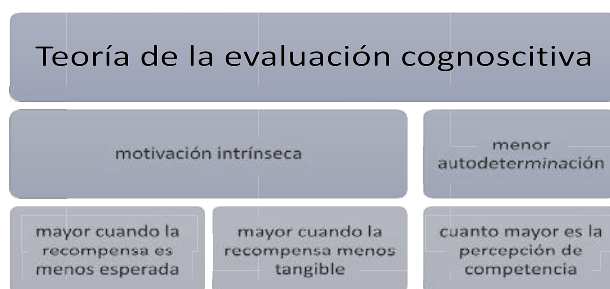 Teoría de la evaluación cognoscitiva
motivación intrínseca
menor
autodeterminación
mayor cuando la
recompensa es
menos esperada
mayor cuando la
recompensa menos
tangible
cuanto mayor es la
percepción de
competencia